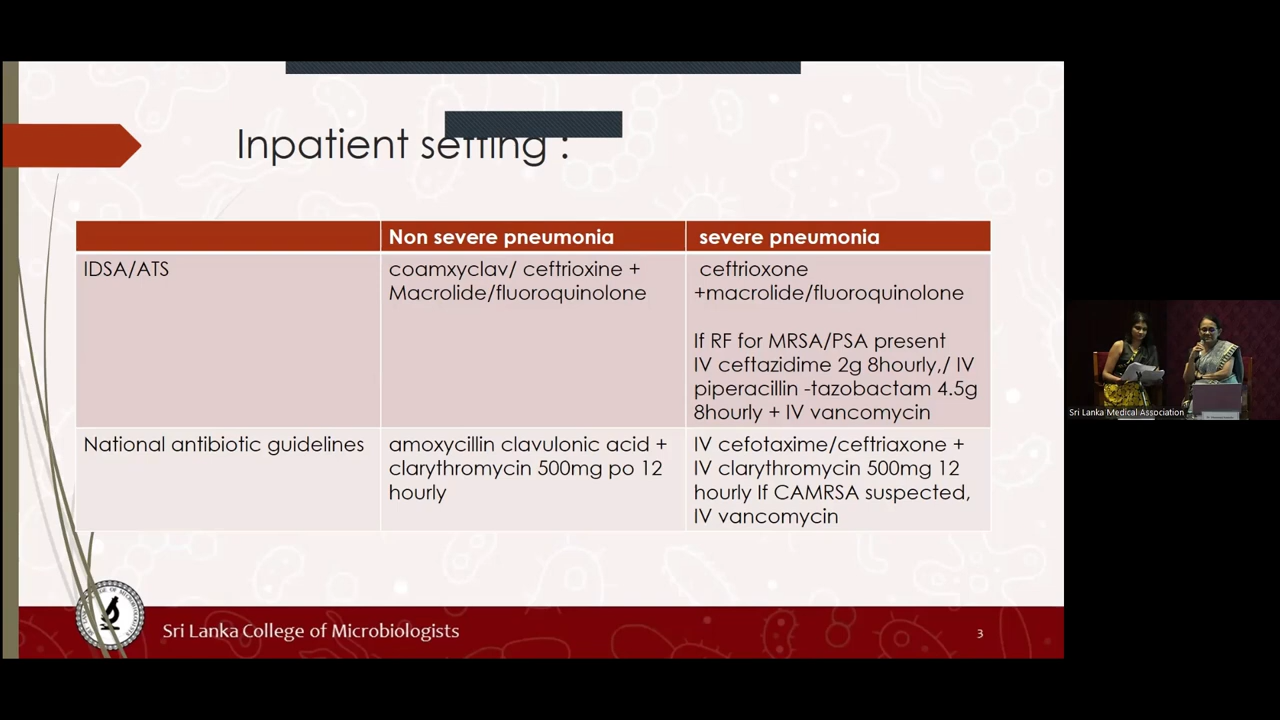 Inpatient setting :
Non severe pneumonia
severe pneumonia
IDSA/ATS
coamxyclav/ ceftrioxine +
Macrolide/fluoroquinolone
ceftrioxone
+macrolide/fluoroquinolone
If RF for MRSA/PSA present
IV ceftazidime 2g 8hourly,/ IV
piperacillin -tazobactam 4.5g
8hourly + IV vancomycin
National antibiotic guidelines
amoxycillin clavulonic acid +
clarythromycin 500mg po 12
hourly
IV cefotaxime/ceftriaxone +
IV clarythromycin 500mg 12
hourly If CAMRSA suspected,
IV vancomycin
Sri Lanka College of Microbiologists
3
Sri Lanka Medical Association